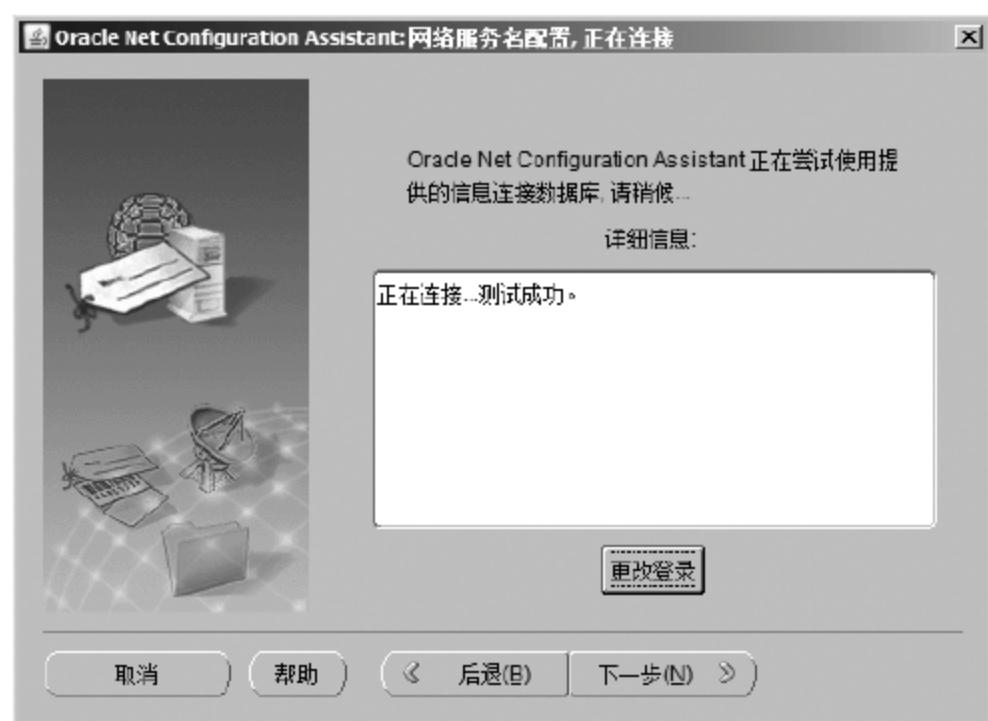 Oracle Net Configuration Assistant: 网络服务名配置, 正在连接
Oracle Net Configuration Assistant 正在尝试使用提
供的信息连接数据库, 请稍候...
详细信息:
正在连接...测试成功。
更改登录
取消
帮助
后退(B)
下一步(N)